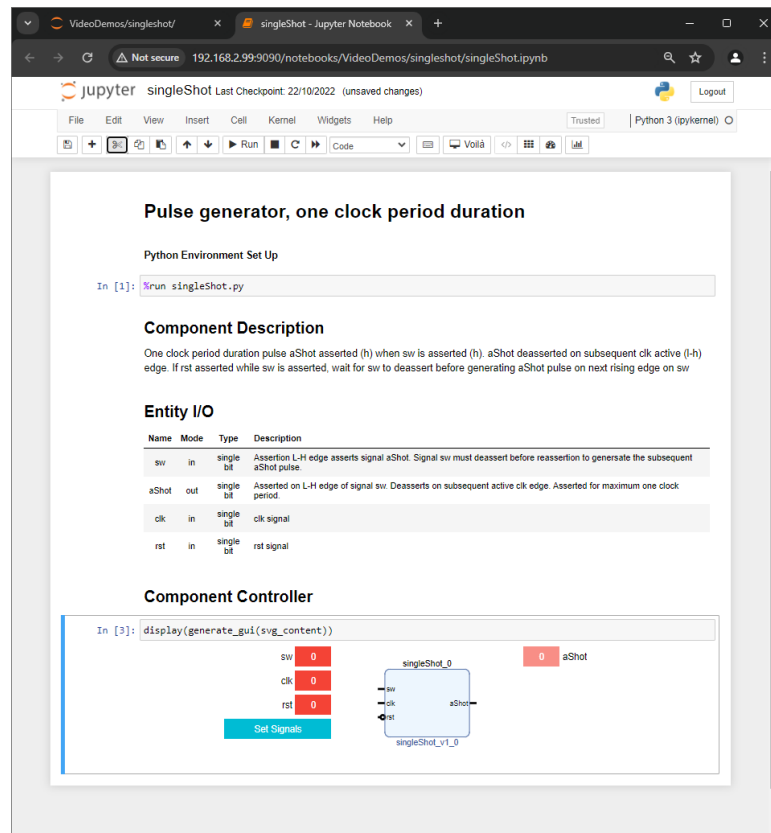 VideoDemos/singleshot/
singleShot - Jupyter Notebook
Not secure 192.168.2.99:9090/notebooks/VideoDemos/singleshot/singleShot.ipynb
jupyter singleShot Last Checkpoint: 22/10/2022 (unsaved changes)
Logout
File Edit View Insert Cell Kernel Widgets Help Trusted Python 3 (ipykernel)
Run Code Voilà
Pulse generator, one clock period duration
Python Environment Set Up
In [1]: %run singleShot.py
Component Description
One clock period duration pulse aShot asserted (h) when sw is asserted (h). aShot deasserted on subsequent clk active (l-h)
edge. If rst asserted while sw is asserted, wait for sw to deassert before generating aShot pulse on next rising edge on sw
Entity I/O
Name Mode Type Description
sw in single bit Assertion L-H edge asserts signal aShot. Signal sw must deassert before reassertion to genersate the subsequent
aShot pulse.
aShot out single bit Asserted on L-H edge of signal sw. Deasserts on subsequent active clk edge. Asserted for maximum one clock
period.
clk in single bit clk signal
rst in single bit rst signal
Component Controller
In [3]: display(generate_gui(svg_content))
sw 0
clk 0
rst 0
Set Signals
singleShot_0
sw
clk aShot
rst
singleShot_v1_0
0 aShot